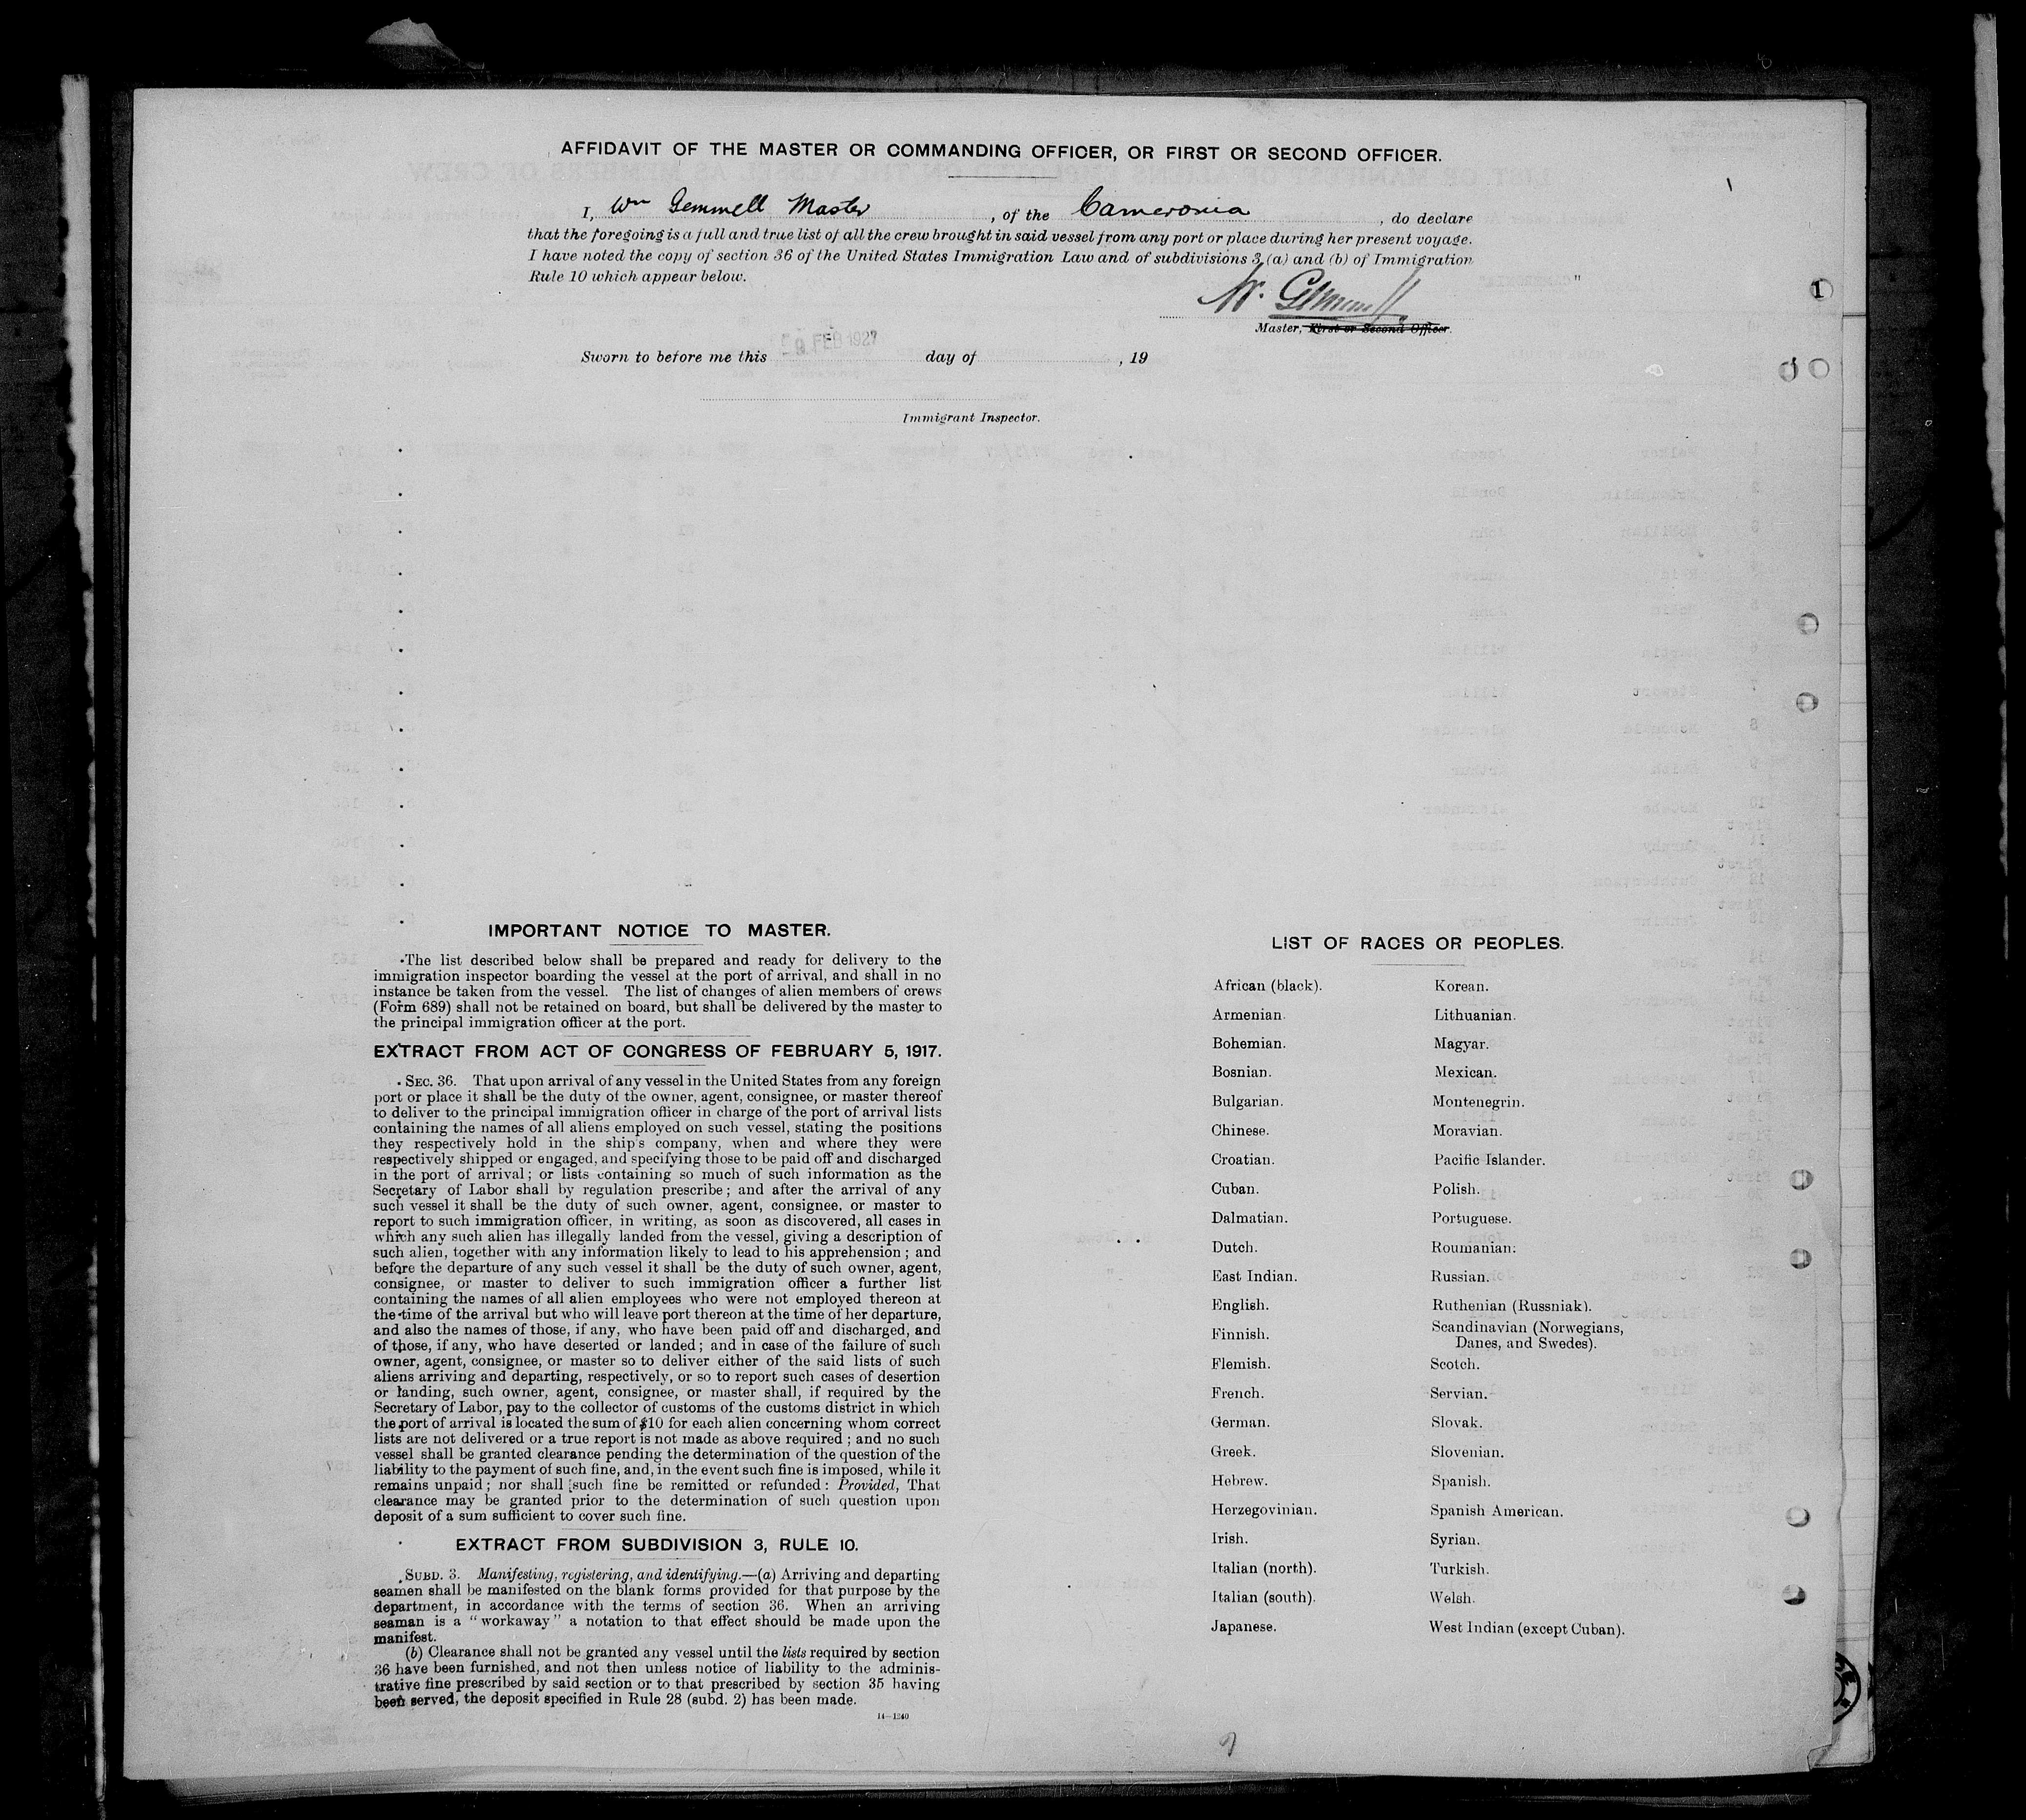 AFFIDAVIT OF THE MASTER OR COMMANDING OFFICER, OR FIRST OR SECOND OFFICER.
I, Wm Gemmell Master, of the Cameronia, do declare
that the foregoing is a full and true list of all the crew brought in said vessel from any port or place during her present voyage.
I have noted the copy of section 36 of the United States Immigration Law and of subdivisions 3 (a) and (b) of Immigration
Rule 10 which appear below.
W. Gemmell
Master, First or Second Officer.
Sworn to before me this FEB 1927 day of , 19
Immigrant Inspector.
IMPORTANT NOTICE TO MASTER.
The list described below shall be prepared and ready for delivery to the
immigration inspector boarding the vessel at the port of arrival, and shall in no
instance be taken from the vessel. The list of changes of alien members of crews
(Form 689) shall not be retained on board, but shall be delivered by the master to
the principal immigration officer at the port.
EXTRACT FROM ACT OF CONGRESS OF FEBRUARY 5, 1917.
SEC. 36. That upon arrival of any vessel in the United States from any foreign
port or place it shall be the duty of the owner, agent, consignee, or master thereof
to deliver to the principal immigration officer in charge of the port of arrival lists
containing the names of all aliens employed on such vessel, stating the positions
they respectively hold in the ship's company, when and where they were
respectively shipped or engaged, and specifying those to be paid off and discharged
in the port of arrival; or lists containing so much of such information as the
Secretary of Labor shall by regulation prescribe; and after the arrival of any
such vessel it shall be the duty of such owner, agent, consignee, or master to
report to such immigration officer, in writing, as soon as discovered, all cases in
which any such alien has illegally landed from the vessel, giving a description of
such alien, together with any information likely to lead to his apprehension; and
before the departure of any such vessel it shall be the duty of such owner, agent,
consignee, or master to deliver to such immigration officer a further list
containing the names of all alien employees who were not employed thereon at
the time of the arrival but who will leave port thereon at the time of her departure,
and also the names of those, if any, who have been paid off and discharged, and
of those, if any, who have deserted or landed; and in case of the failure of such
owner, agent, consignee, or master so to deliver either of the said lists of such
aliens arriving and departing, respectively, or so to report such cases of desertion
or landing, such owner, agent, consignee, or master shall, if required by the
Secretary of Labor, pay to the collector of customs of the customs district in which
the port of arrival is located the sum of $10 for each alien concerning whom correct
lists are not delivered or a true report is not made as above required; and no such
vessel shall be granted clearance pending the determination of the question of the
liability to the payment of such fine, and, in the event such fine is imposed, while it
remains unpaid; nor shall such fine be remitted or refunded: Provided, That
clearance may be granted prior to the determination of such question upon
deposit of a sum sufficient to cover such fine.
EXTRACT FROM SUBDIVISION 3, RULE 10.
SUBD. 3. Manifesting, registering, and identifying.—(a) Arriving and departing
seamen shall be manifested on the blank forms provided for that purpose by the
department, in accordance with the terms of section 36. When an arriving
seaman is a "workaway" a notation to that effect should be made upon the
manifest.
(b) Clearance shall not be granted any vessel until the lists required by section
36 have been furnished, and not then unless notice of liability to the adminis-
trative fine prescribed by said section or to that prescribed by section 35 having
been served, the deposit specified in Rule 28 (subd. 2) has been made.
14—1240
LIST OF RACES OR PEOPLES.
African (black).
Armenian.
Bohemian.
Bosnian.
Bulgarian.
Chinese.
Croatian.
Cuban.
Dalmatian.
Dutch.
East Indian.
English.
Finnish.
Flemish.
French.
German.
Greek.
Hebrew.
Herzegovinian.
Irish.
Italian (north).
Italian (south).
Japanese.
Korean.
Lithuanian.
Magyar.
Mexican.
Montenegrin.
Moravian.
Pacific Islander.
Polish.
Portuguese.
Roumanian.
Russian.
Ruthenian (Russniak).
Scandinavian (Norwegians,
Danes, and Swedes).
Scotch.
Servian.
Slovak.
Slovenian.
Spanish.
Spanish American.
Syrian.
Turkish.
Welsh.
West Indian (except Cuban).